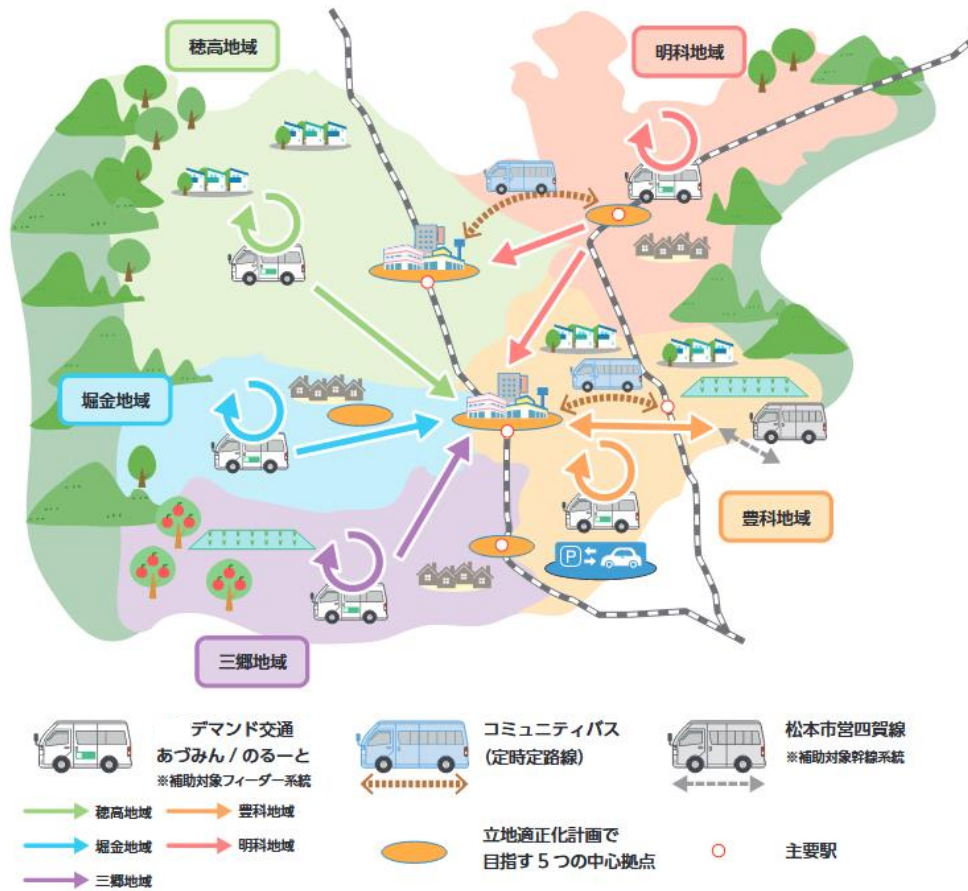 穂高地域
明科地域
堀金地域
豊科地域
P
三郷地域
デマンド交通
あづみん / のるーと
※補助対象フィーダー系統
コミュニティバス
(定時定路線)
松本市営四賀線
※補助対象幹線系統
穂高地域
豊科地域
堀金地域
明科地域
三郷地域
立地適正化計画で
目指す5つの中心拠点
主要駅